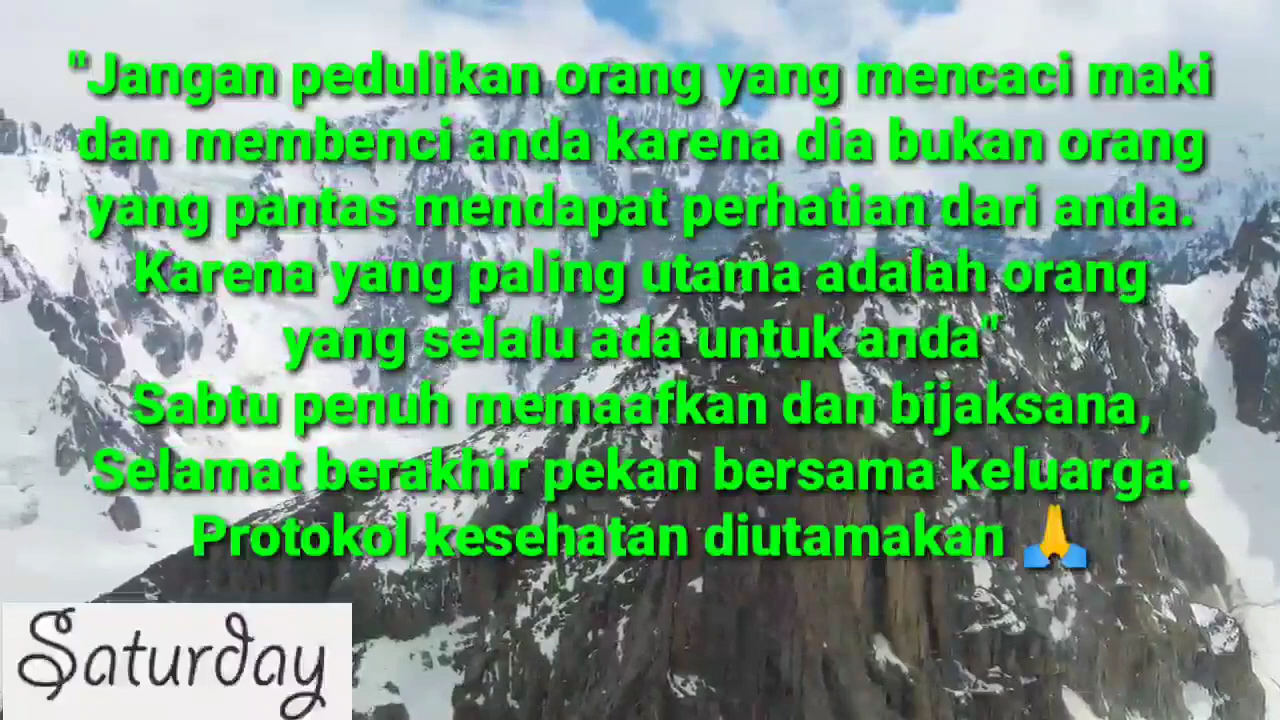 "Jangan pedulikan orang yang mencaci maki
dan membenci anda karena dia bukan orang
yang pantas mendapat perhatian dari anda.
Karena yang paling utama adalah orang
yang selalu ada untuk anda"
Sabtu penuh memaafkan dan bijaksana,
Selamat berakhir pekan bersama keluarga.
Protokol kesehatan diutamakan 🙏
Saturday